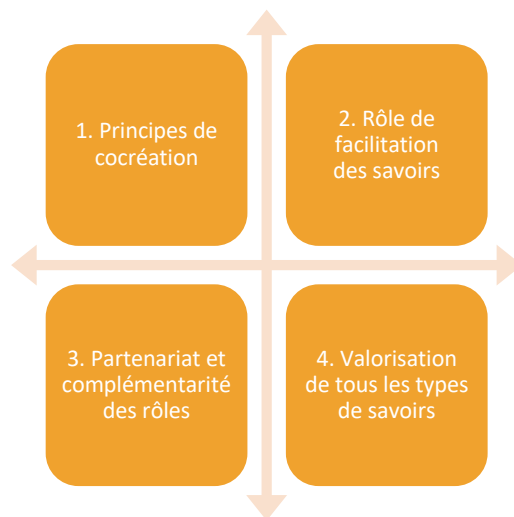 1. Principes de
cocréation
2. Rôle de
facilitation
des savoirs
3. Partenariat et
complémentarité
des rôles
4. Valorisation
de tous les types
de savoirs